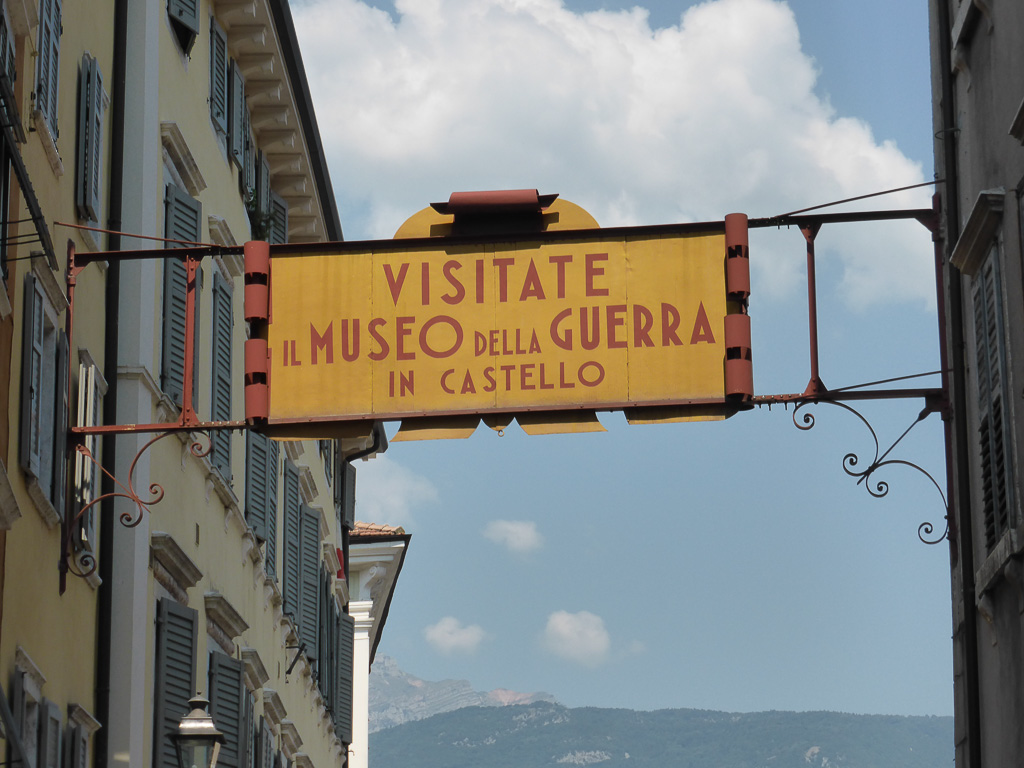 VISITATE
IL MUSEO DELLA GUERRA
IN CASTELLO